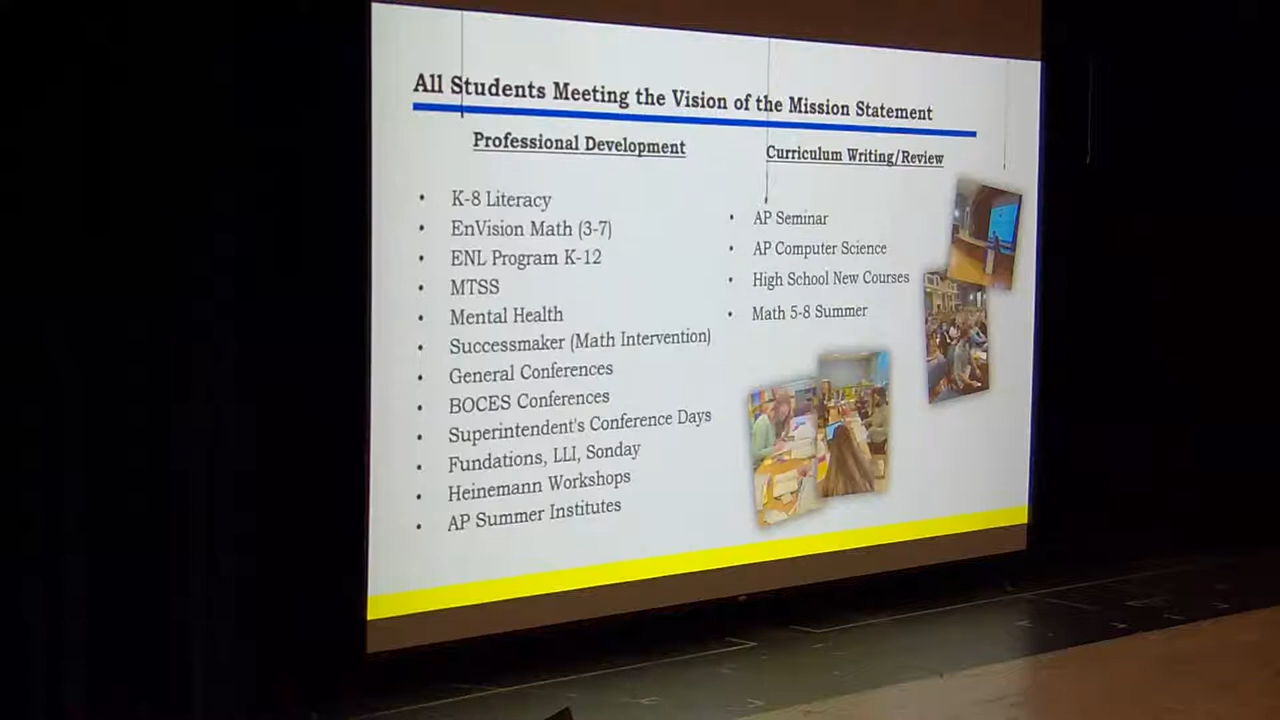 All Students Meeting the Vision of the Mission Statement
Professional Development
K-8 Literacy
EnVision Math (3-7)
ENL Program K-12
MTSS
Mental Health
Successmaker (Math Intervention)
General Conferences
BOCES Conferences
Superintendent's Conference Days
Fundations, LLI, Sonday
Heinemann Workshops
AP Summer Institutes
Curriculum Writing/Review
AP Seminar
AP Computer Science
High School New Courses
Math 5-8 Summer